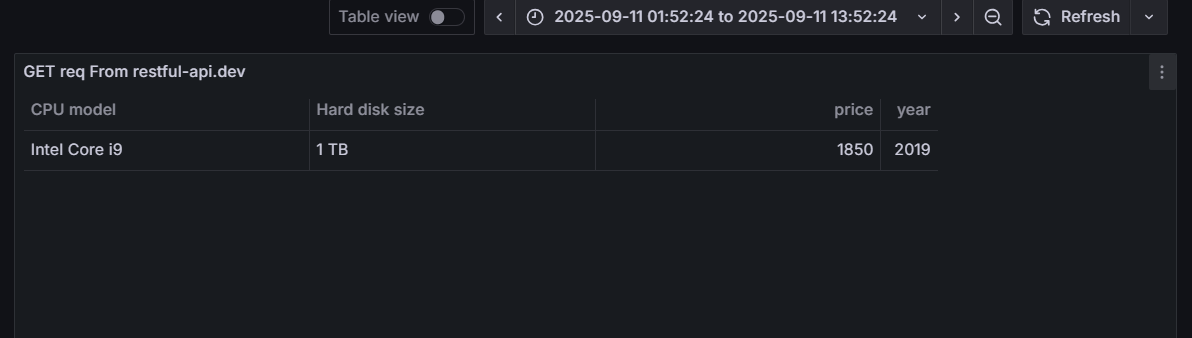 Table view 2025-09-11 01:52:24 to 2025-09-11 13:52:24 Refresh
GET req From restful-api.dev
CPU model Hard disk size price year
Intel Core i9 1 TB 1850 2019